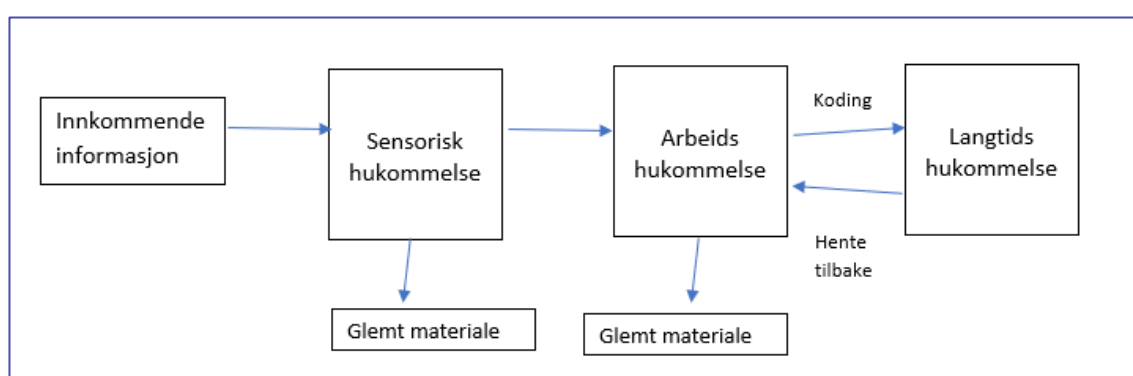 Innkommende
informasjon
Sensorisk
hukommelse
Arbeids
hukommelse
Koding
Langtids
hukommelse
Hente
tilbake
Glemt materiale
Glemt materiale